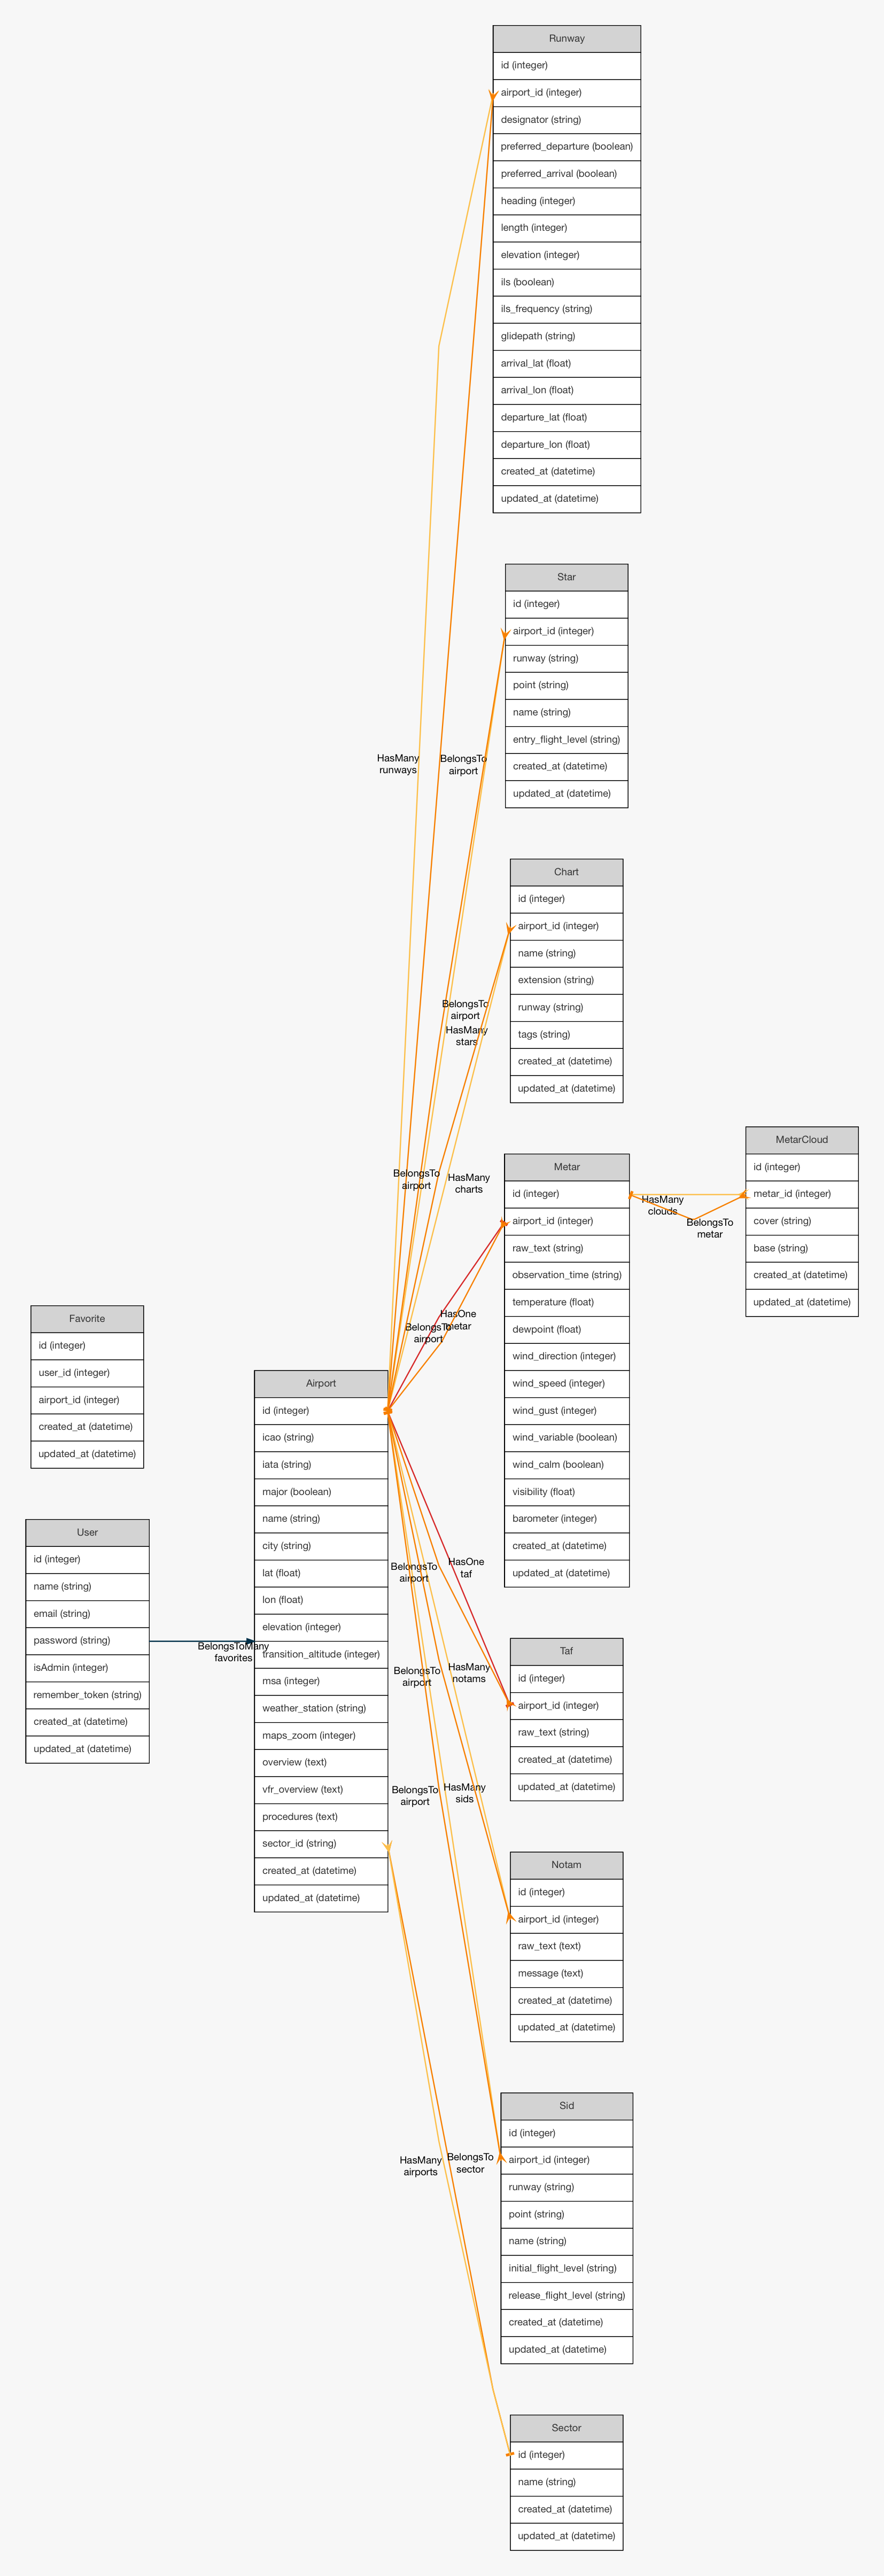 Runway
id (integer)
airport_id (integer)
designator (string)
preferred_departure (boolean)
preferred_arrival (boolean)
heading (integer)
length (integer)
elevation (integer)
ils (boolean)
ils_frequency (string)
glidepath (string)
arrival_lat (float)
arrival_lon (float)
departure_lat (float)
departure_lon (float)
created_at (datetime)
updated_at (datetime)
Star
id (integer)
airport_id (integer)
runway (string)
point (string)
name (string)
entry_flight_level (string)
created_at (datetime)
updated_at (datetime)
HasMany
runways
BelongsTo
airport
Chart
id (integer)
airport_id (integer)
name (string)
extension (string)
runway (string)
tags (string)
created_at (datetime)
updated_at (datetime)
BelongsTo
airport
HasMany
stars
BelongsTo
airport
HasMany
charts
Metar
id (integer)
airport_id (integer)
raw_text (string)
observation_time (string)
temperature (float)
dewpoint (float)
wind_direction (integer)
wind_speed (integer)
wind_gust (integer)
wind_variable (boolean)
wind_calm (boolean)
visibility (float)
barometer (integer)
created_at (datetime)
updated_at (datetime)
HasMany
clouds
BelongsTo
metar
MetarCloud
id (integer)
metar_id (integer)
cover (string)
base (string)
created_at (datetime)
updated_at (datetime)
HasOne
metar
BelongsTo
airport
Favorite
id (integer)
user_id (integer)
airport_id (integer)
created_at (datetime)
updated_at (datetime)
User
id (integer)
name (string)
email (string)
password (string)
isAdmin (integer)
remember_token (string)
created_at (datetime)
updated_at (datetime)
BelongsToMany
favorites
Airport
id (integer)
icao (string)
iata (string)
major (boolean)
name (string)
city (string)
lat (float)
lon (float)
elevation (integer)
transition_altitude (integer)
msa (integer)
weather_station (string)
maps_zoom (integer)
overview (text)
vfr_overview (text)
procedures (text)
sector_id (string)
created_at (datetime)
updated_at (datetime)
BelongsTo
airport
HasOne
taf
BelongsTo
airport
HasMany
notams
BelongsTo
airport
HasMany
sids
Taf
id (integer)
airport_id (integer)
raw_text (string)
created_at (datetime)
updated_at (datetime)
Notam
id (integer)
airport_id (integer)
raw_text (text)
message (text)
created_at (datetime)
updated_at (datetime)
Sid
id (integer)
airport_id (integer)
runway (string)
point (string)
name (string)
initial_flight_level (string)
release_flight_level (string)
created_at (datetime)
updated_at (datetime)
HasMany
airports
BelongsTo
sector
Sector
id (integer)
name (string)
created_at (datetime)
updated_at (datetime)